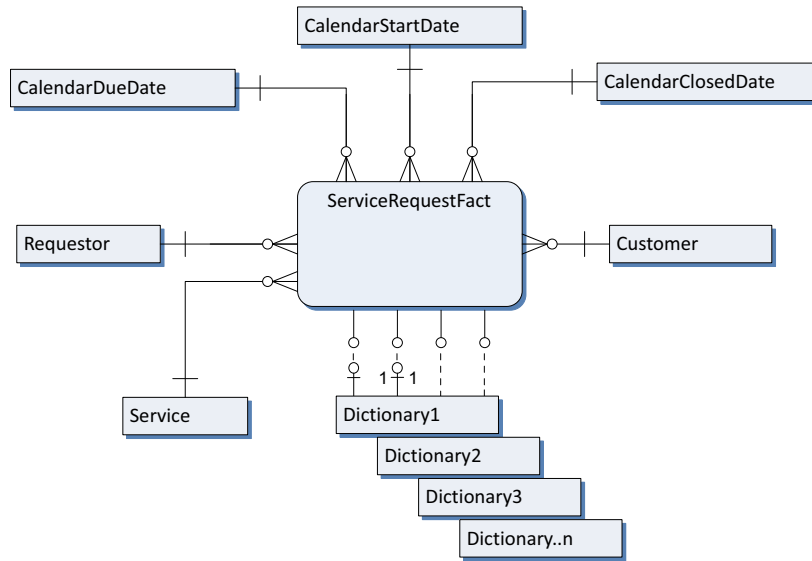 CalendarStartDate
CalendarDueDate
CalendarClosedDate
ServiceRequestFact
Requestor
Customer
1 1
Service
Dictionary1
Dictionary2
Dictionary3
Dictionary..n